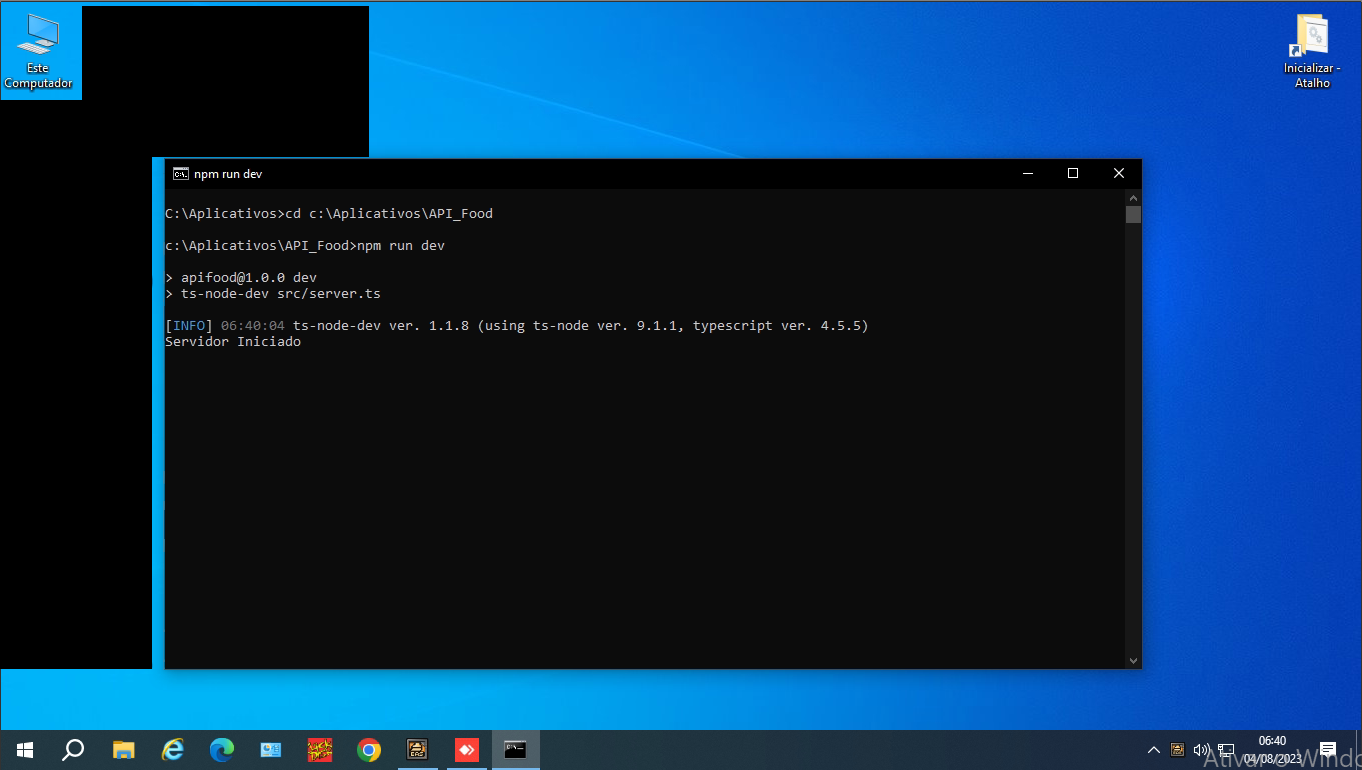 Este
Computador
Inicializar -
Atalho
npm run dev
C:\Aplicativos>cd c:\Aplicativos\API_Food
c:\Aplicativos\API_Food>npm run dev
> apifood@1.0.0 dev
> ts-node-dev src/server.ts
[INFO] 06:40:04 ts-node-dev ver. 1.1.8 (using ts-node ver. 9.1.1, typescript ver. 4.5.5)
Servidor Iniciado
06:40
04/08/2023
Ativar o Windo